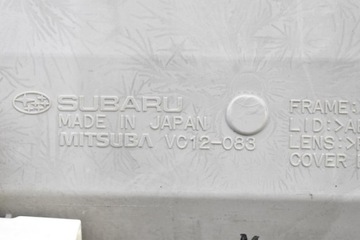 SUBARU
MADE IN JAPAN
MITSUBA VC12-083
FRAME:
LID:>A
LENS:>
COVER